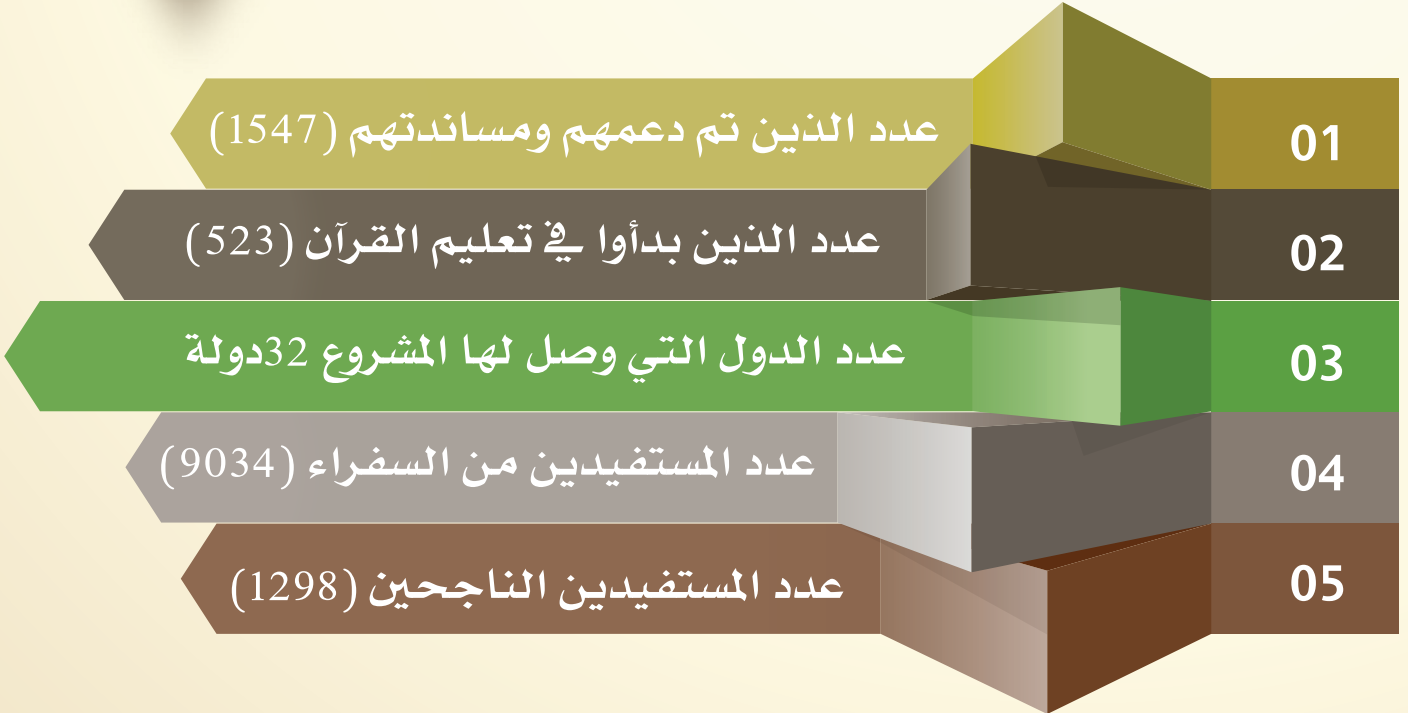 01 عدد الذين تم دعمهم ومساندتهم (1547)
02 عدد الذين بدأوا في تعليم القرآن (523)
03 عدد الدول التي وصل لها المشروع 32دولة
04 عدد المستفيدين من السفراء (9034)
05 عدد المستفيدين الناجحين (1298)